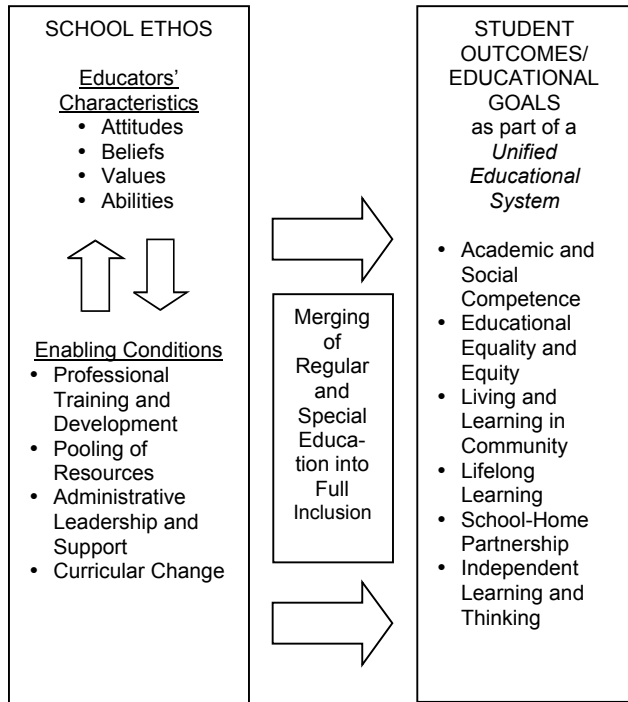 SCHOOL ETHOS
Educators'
Characteristics
• Attitudes
• Beliefs
• Values
• Abilities
Enabling Conditions
• Professional
Training and
Development
• Pooling of
Resources
• Administrative
Leadership and
Support
• Curricular Change
Merging
of
Regular
and
Special
Educa-
tion into
Full
Inclusion
STUDENT
OUTCOMES/
EDUCATIONAL
GOALS
as part of a
Unified
Educational
System
• Academic and
Social
Competence
• Educational
Equality and
Equity
• Living and
Learning in
Community
• Lifelong
Learning
• School-Home
Partnership
• Independent
Learning and
Thinking